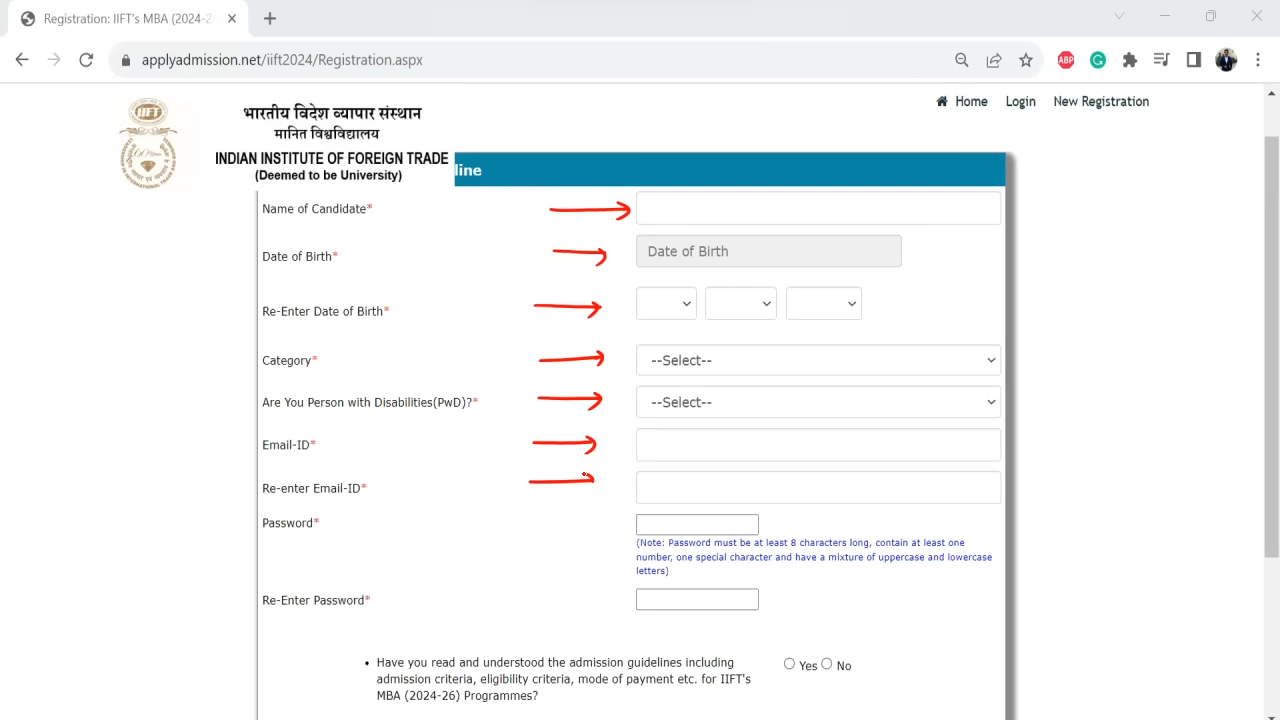 Registration: IIFT's MBA (2024-2
applyadmission.net/iift2024/Registration.aspx
ABP
IIFT
भारतीय विदेश व्यापार संस्थान
मानित विश्वविद्यालय
INDIAN INSTITUTE OF FOREIGN TRADE
(Deemed to be University)
Home Login New Registration
line
Name of Candidate*
Date of Birth* Date of Birth
Re-Enter Date of Birth*
Category* --Select--
Are You Person with Disabilities(PwD)?* --Select--
Email-ID*
Re-enter Email-ID*
Password*
(Note: Password must be at least 8 characters long, contain at least one
number, one special character and have a mixture of uppercase and lowercase
letters)
Re-Enter Password*
• Have you read and understood the admission guidelines including
admission criteria, eligibility criteria, mode of payment etc. for IIFT's
MBA (2024-26) Programmes?
Yes No